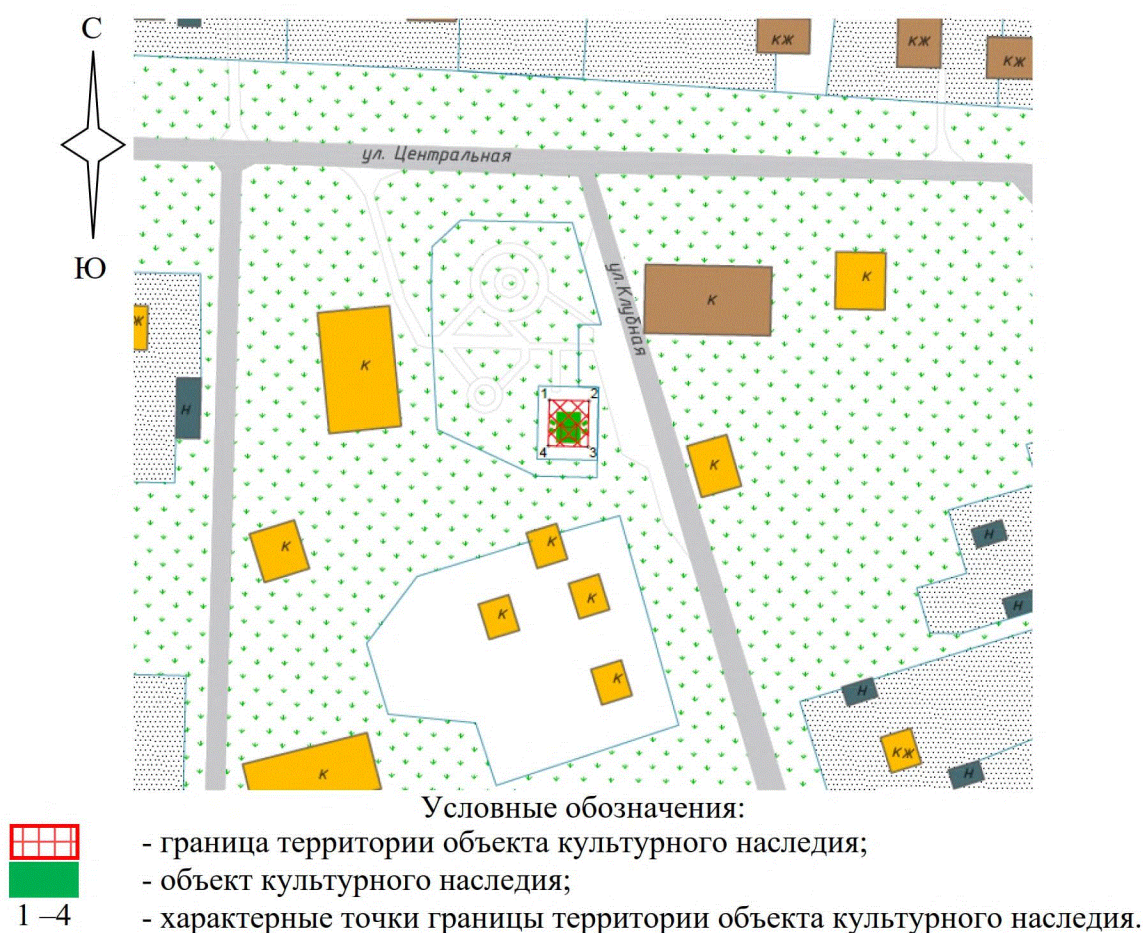 С
КЖ
КЖ
КЖ
ул. Центральная
Ю
ул.Клубная
К
К
Ж
К
Н
1 2
4 3
К
К
К
Н
К
К
Н
К
Н
КЖ
К
Н
Условные обозначения:
- граница территории объекта культурного наследия;
- объект культурного наследия;
1 –4 - характерные точки границы территории объекта культурного наследия.